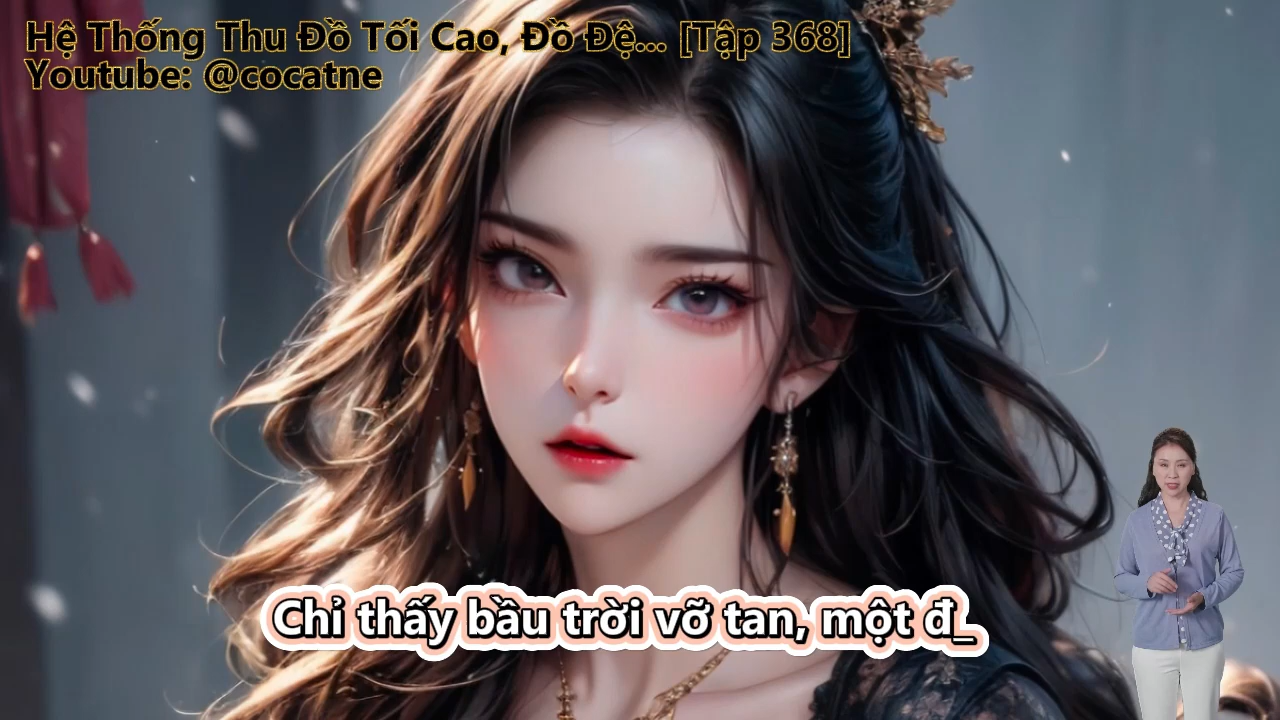 Hệ Thống Thu Đồ Tối Cao, Đồ Đệ... [Tập 368]
Youtube: @cocatne
Chỉ thấy bầu trời vỡ tan, một đ_